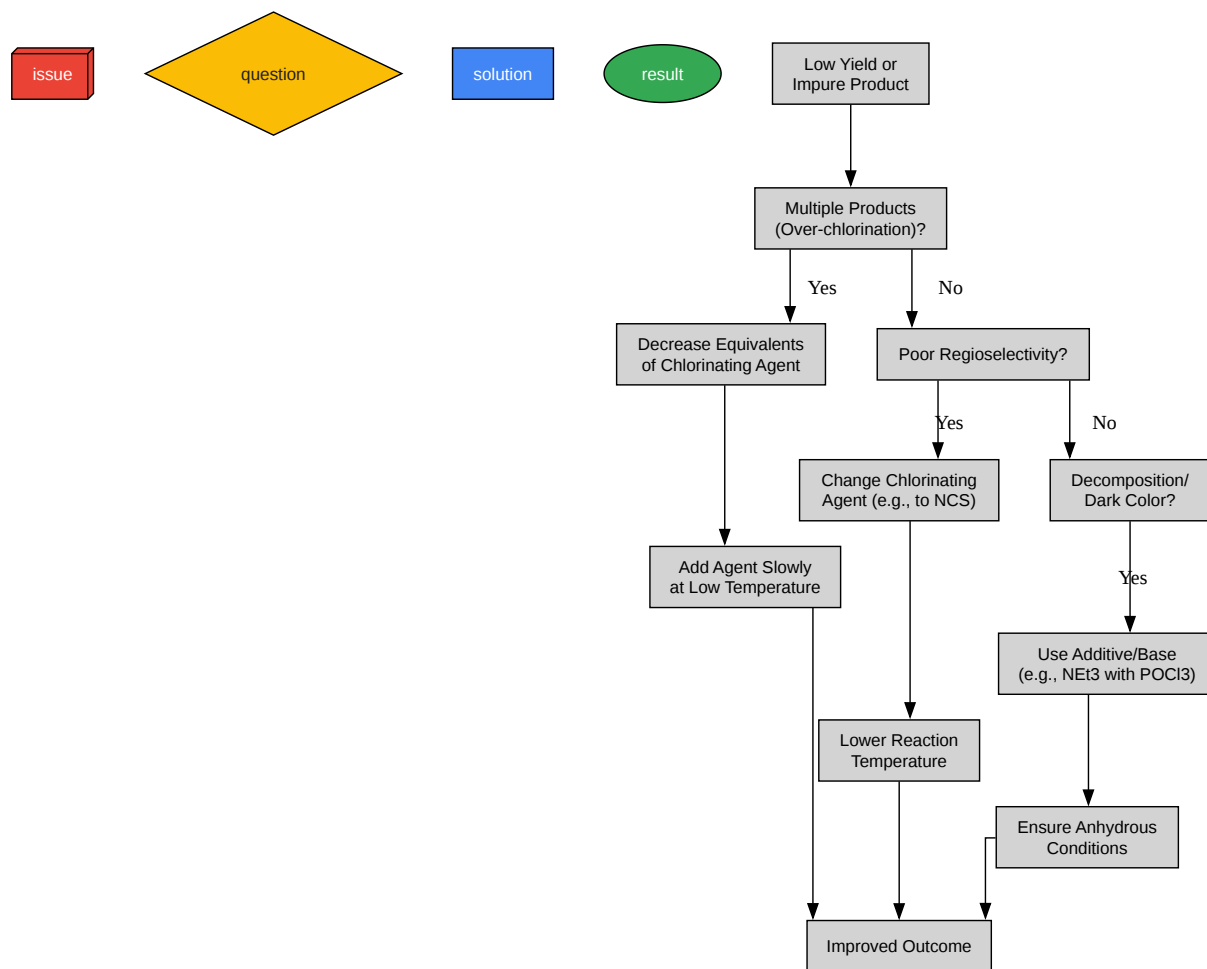 issue
question
solution
result
Low Yield or
Impure Product
Multiple Products
(Over-chlorination)?
Yes
No
Decrease Equivalents
of Chlorinating Agent
Poor Regioselectivity?
Yes
No
Change Chlorinating
Agent (e.g., to NCS)
Decomposition/
Dark Color?
Add Agent Slowly
at Low Temperature
Yes
Use Additive/Base
(e.g., NEt3 with POCl3)
Lower Reaction
Temperature
Ensure Anhydrous
Conditions
Improved Outcome